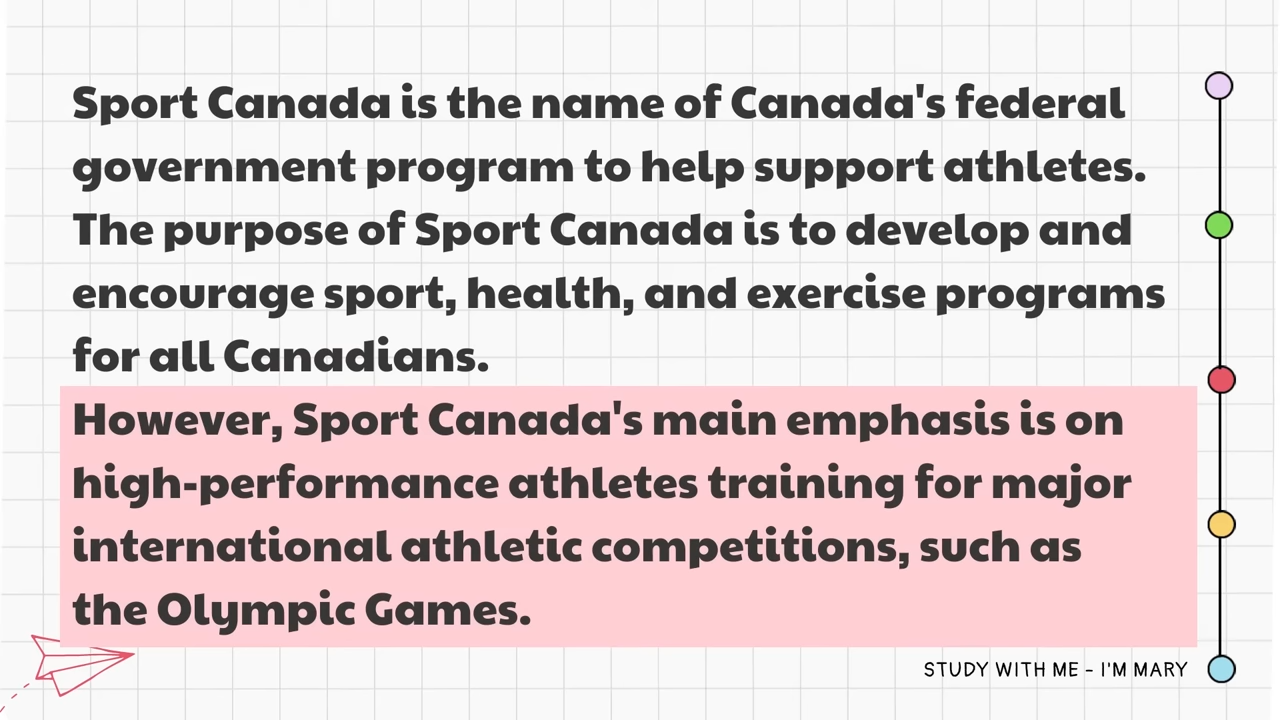 Sport Canada is the name of Canada's federal
government program to help support athletes.
The purpose of Sport Canada is to develop and
encourage sport, health, and exercise programs
for all Canadians.
However, Sport Canada's main emphasis is on
high-performance athletes training for major
international athletic competitions, such as
the Olympic Games.
STUDY WITH ME - I'M MARY